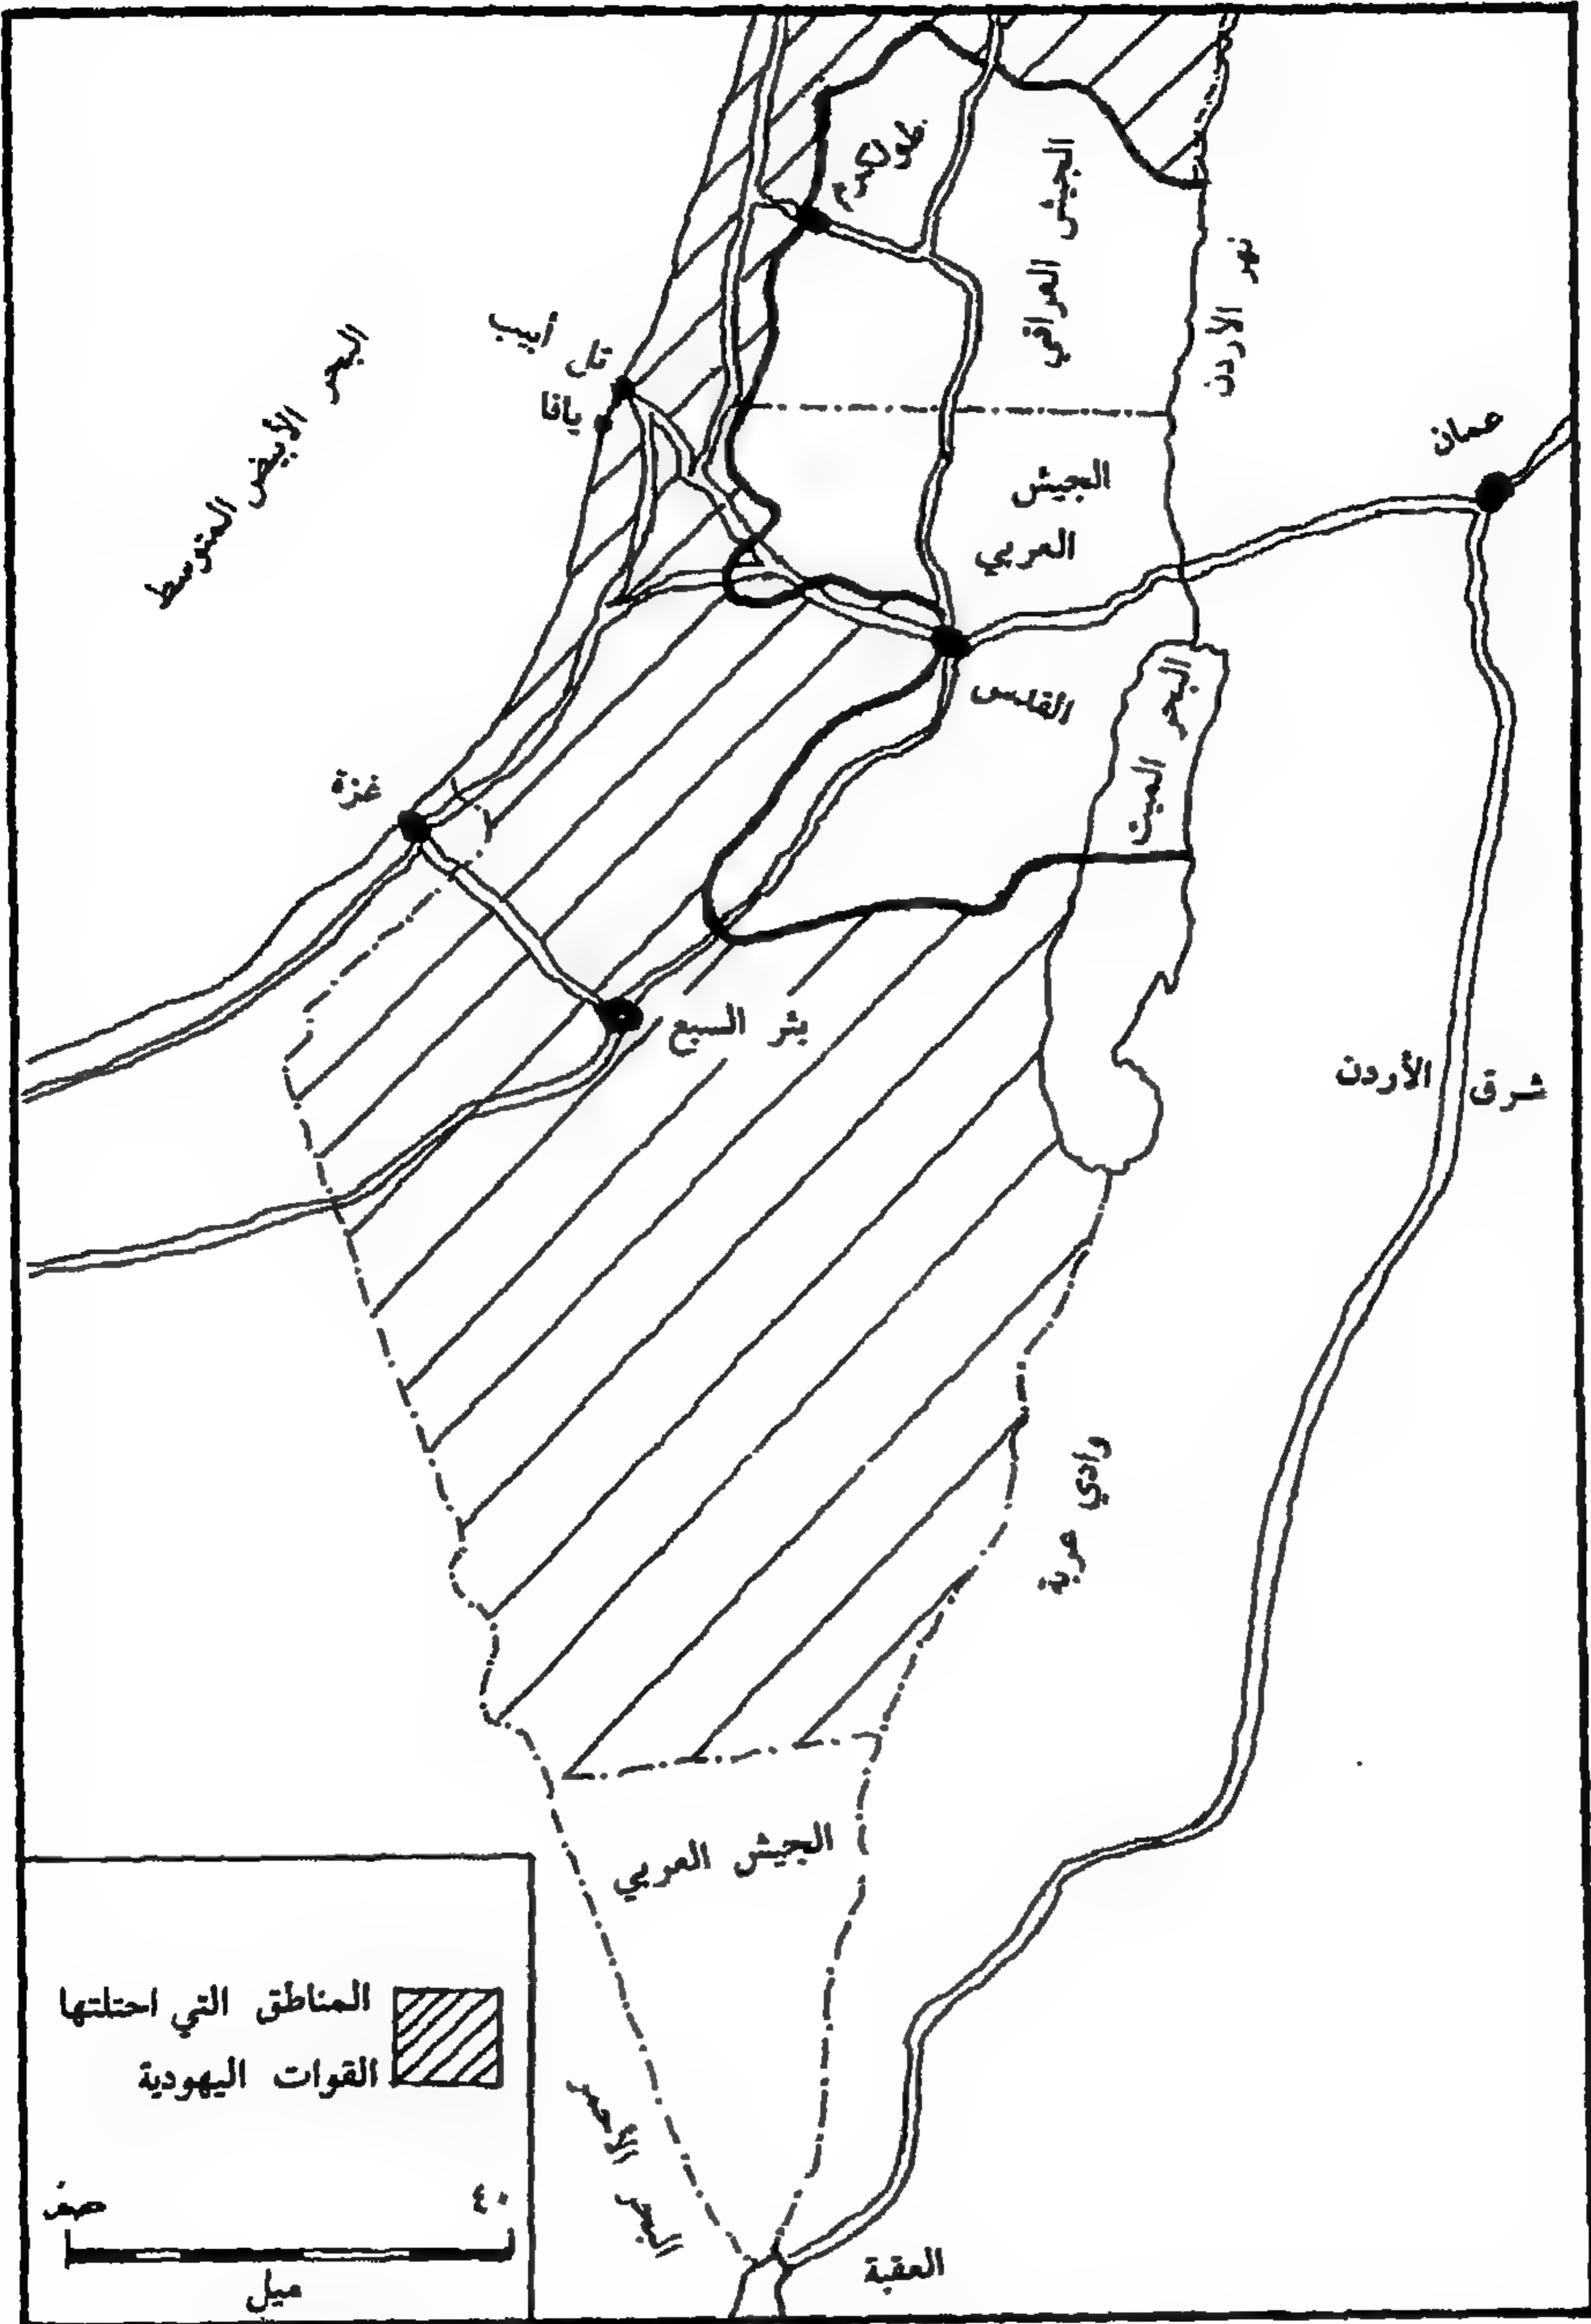 طولكرم
الجيش العراقي
نهر الأردن
البحر الأبيض المتوسط
تل أبيب
يافا
عمان
الجيش
العربي
القدس
البحر الميت
غزة
بئر السبع
شرق الأردن
وادي عربة
الجيش العربي
المناطق التي احتلتها
القوات اليهودية
صفر ٤٠
ميل
البحر الأحمر
العقبة